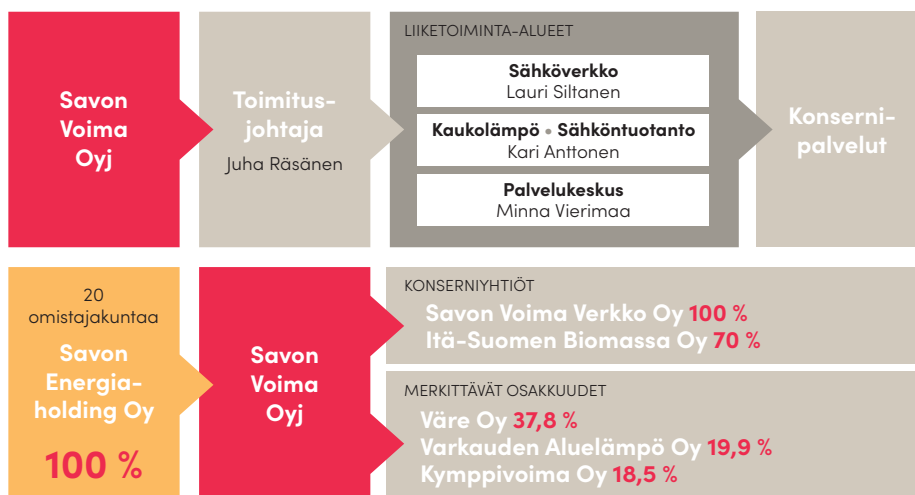 Savon
Voima
Oyj
Toimitus-
johtaja
Juha Räsänen
LIIKETOIMINTA-ALUEET
Sähköverkko
Lauri Siltanen
Kaukolämpö • Sähköntuotanto
Kari Anttonen
Palvelukeskus
Minna Vierimaa
Konserni-
palvelut
20
omistajakuntaa
Savon
Energia-
holding Oy
100 %
Savon
Voima
Oyj
KONSERNIYHTIÖT
Savon Voima Verkko Oy 100 %
Itä-Suomen Biomassa Oy 70 %
MERKITTÄVÄT OSAKKUUDET
Väre Oy 37,8 %
Varkauden Aluelämpö Oy 19,9 %
Kymppivoima Oy 18,5 %